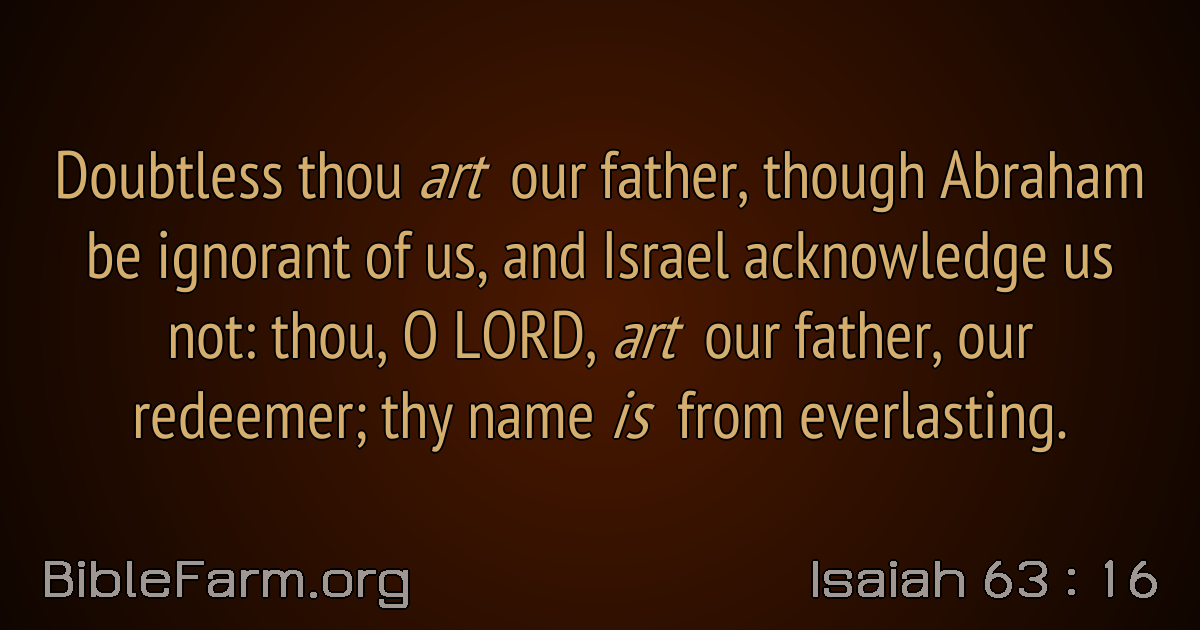 Doubtless thou art our father, though Abraham
be ignorant of us, and Israel acknowledge us
not: thou, O LORD, art our father, our
redeemer; thy name is from everlasting.
BibleFarm.org
Isaiah 63 : 16